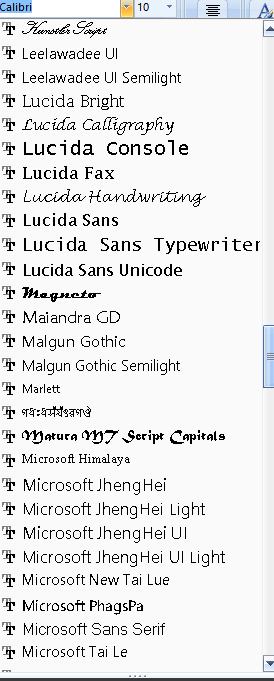 Calibri 10 A
Kunstler Script
Leelawadee UI
Leelawadee UI Semilight
Lucida Bright
Lucida Calligraphy
Lucida Console
Lucida Fax
Lucida Handwriting
Lucida Sans
Lucida Sans Typewriter
Lucida Sans Unicode
Magneto
Maiandra GD
Malgun Gothic
Malgun Gothic Semilight
Marlett
Matura MT Script Capitals
Microsoft Himalaya
Microsoft JhengHei
Microsoft JhengHei Light
Microsoft JhengHei UI
Microsoft JhengHei UI Light
Microsoft New Tai Lue
Microsoft PhagsPa
Microsoft Sans Serif
Microsoft Tai Le